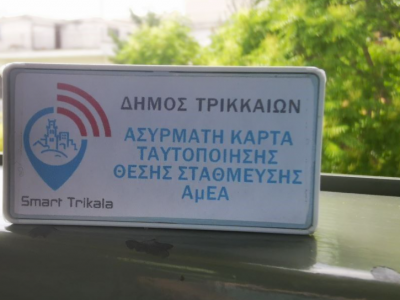 ΔΗΜΟΣ ΤΡΙΚΚΑΙΩΝ
ΑΣΥΡΜΑΤΗ ΚΑΡΤΑ
ΤΑΥΤΟΠΟΙΗΣΗΣ
ΘΕΣΗΣ ΣΤΑΘΜΕΥΣΗΣ
ΑμΕΑ
Smart Trikala